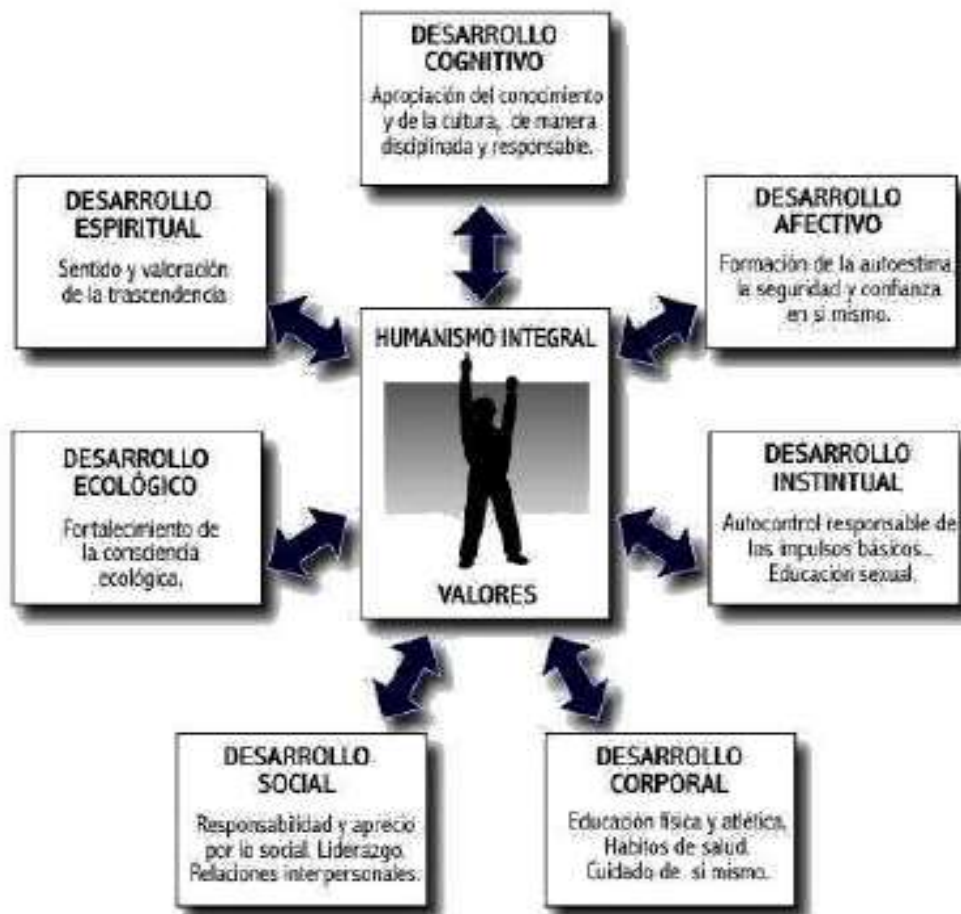 DESARROLLO
COGNITIVO
Apropiación del conocimiento
y de la cultura, de manera
disciplinada y responsable.
DESARROLLO
ESPIRITUAL
Sentido y valoración
de la trascendencia
DESARROLLO
AFECTIVO
Formación de la autoestima
la seguridad y confianza
en si mismo.
HUMANISMO INTEGRAL
VALORES
DESARROLLO
ECOLÓGICO
Fortalecimiento de
la consciencia
ecológica.
DESARROLLO
INSTINTUAL
Autocontrol responsable de
los impulsos básicos..
Educación sexual.
DESARROLLO
SOCIAL
Responsabilidad y aprecio
por lo social. Liderazgo.
Relaciones interpersonales.
DESARROLLO
CORPORAL
Educación física y atlética.
Hábitos de salud.
Cuidado de si mismo.